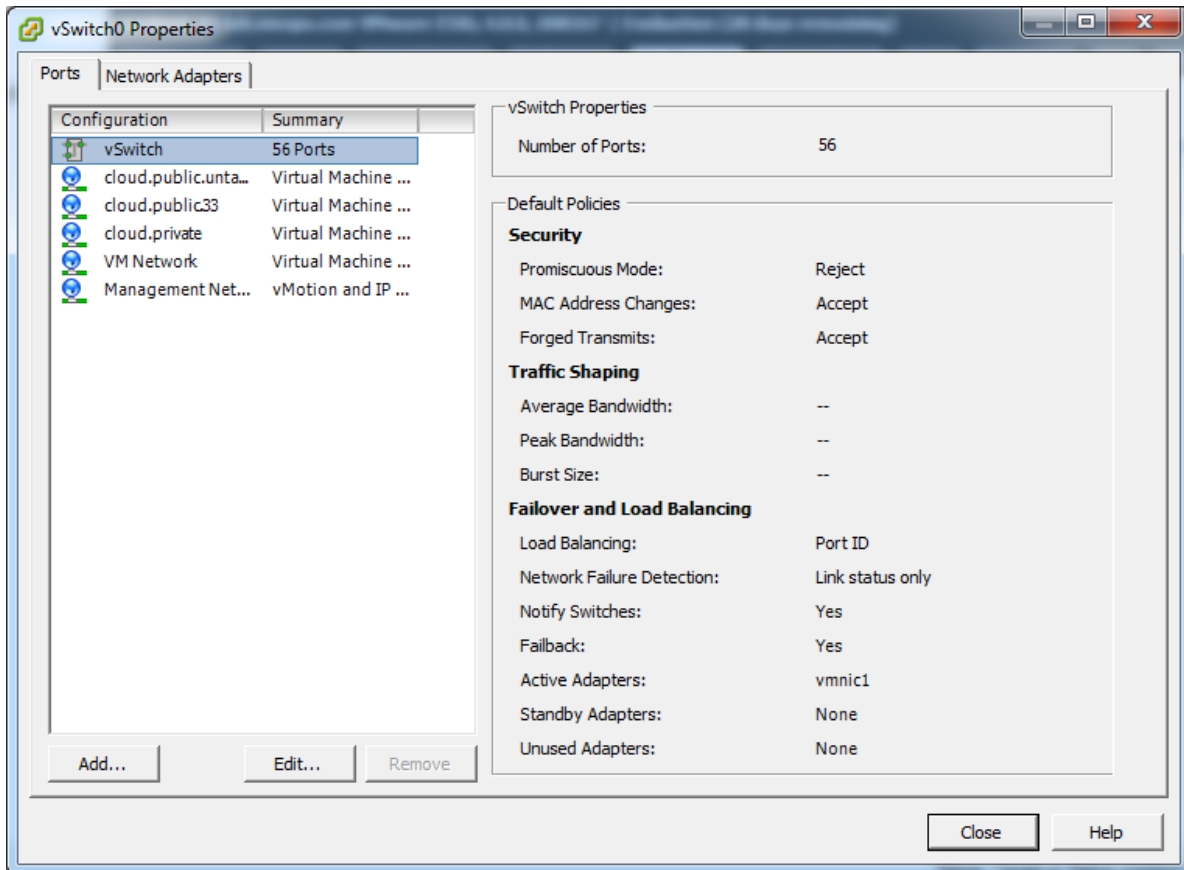 vSwitch0 Properties
Ports
Network Adapters
Configuration Summary
vSwitch 56 Ports
cloud.public.unta... Virtual Machine ...
cloud.public.33 Virtual Machine ...
cloud.private Virtual Machine ...
VM Network Virtual Machine ...
Management Net... vMotion and IP ...
Add... Edit... Remove
vSwitch Properties
Number of Ports: 56
Default Policies
Security
Promiscuous Mode: Reject
MAC Address Changes: Accept
Forged Transmits: Accept
Traffic Shaping
Average Bandwidth: --
Peak Bandwidth: --
Burst Size: --
Failover and Load Balancing
Load Balancing: Port ID
Network Failure Detection: Link status only
Notify Switches: Yes
Failback: Yes
Active Adapters: vmnic1
Standby Adapters: None
Unused Adapters: None
Close Help